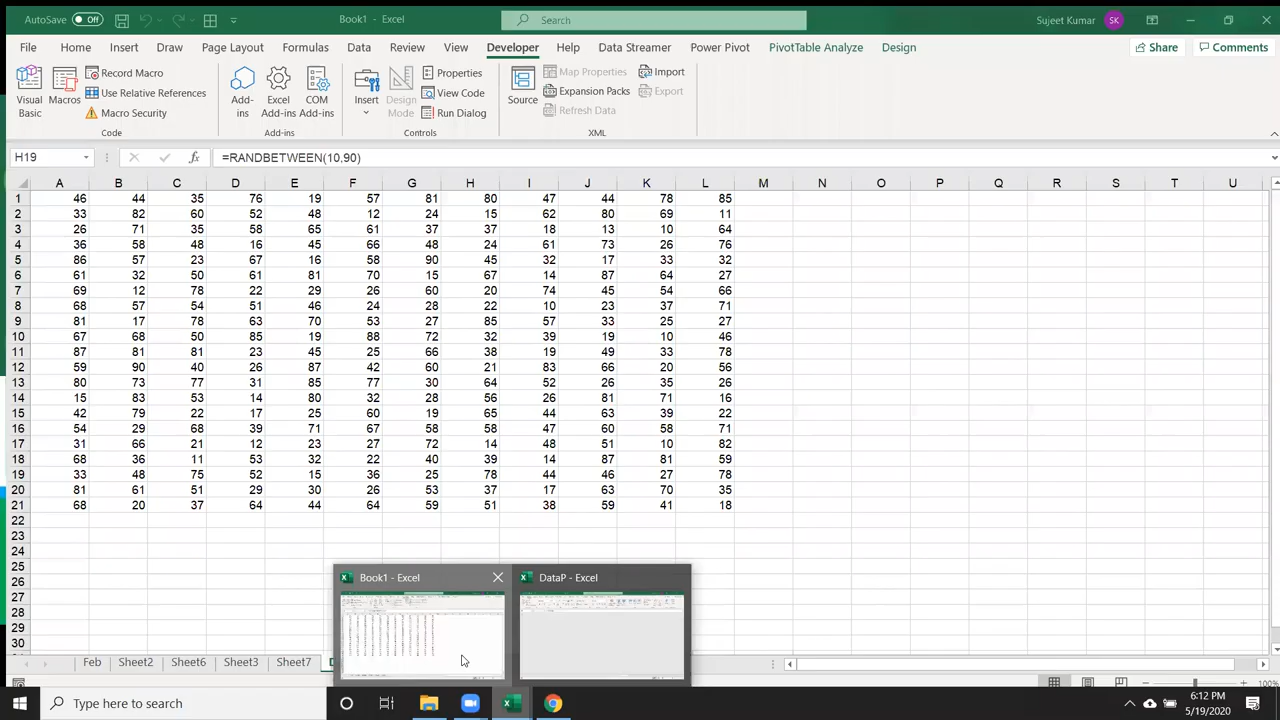 AutoSave Off Book1 - Excel Search Sujeet Kumar SK
File Home Insert Draw Page Layout Formulas Data Review View Developer Help Data Streamer Power Pivot PivotTable Analyze Design Share Comments
Visual Basic Macros Record Macro Use Relative References Macro Security Code
Add-ins Excel Add-ins COM Add-ins Add-ins
Insert Design Mode Properties View Code Run Dialog Controls
Source Map Properties Expansion Packs Refresh Data Import Export XML
H19 fx =RANDBETWEEN(10,90)
A B C D E F G H I J K L M N O P Q R S T U
1 46 44 35 76 19 57 81 80 47 44 78 85
2 33 82 60 52 48 12 24 15 62 80 69 11
3 26 71 35 58 65 61 37 37 18 13 10 64
4 36 58 48 16 45 66 48 24 61 73 26 76
5 86 57 23 67 16 58 90 45 32 17 33 32
6 61 32 50 61 81 70 15 67 14 87 64 27
7 69 12 78 22 29 26 60 20 74 45 54 66
8 68 57 54 51 46 24 28 22 10 23 37 71
9 81 17 78 63 70 53 27 85 57 33 25 27
10 67 68 50 85 19 88 72 32 39 19 10 46
11 87 81 81 23 45 25 66 38 19 49 33 78
12 59 90 40 26 87 42 60 21 83 66 20 56
13 80 73 77 31 85 77 30 64 52 26 35 26
14 15 83 53 14 80 32 28 56 26 81 71 16
15 42 79 22 17 25 60 19 65 44 63 39 22
16 54 29 68 39 71 67 58 58 47 60 58 71
17 31 66 21 12 23 27 72 14 48 51 10 82
18 68 36 11 53 32 22 40 39 14 87 81 59
19 33 48 75 52 15 36 25 78 44 46 27 78
20 81 61 51 29 30 26 53 37 17 63 70 35
21 68 20 37 64 44 64 59 51 38 59 41 18
22
23
24
25
26
27
28
29
30
Book1 - Excel DataP - Excel
Feb Sheet2 Sheet6 Sheet3 Sheet7
100%
Type here to search
6:12 PM
5/19/2020